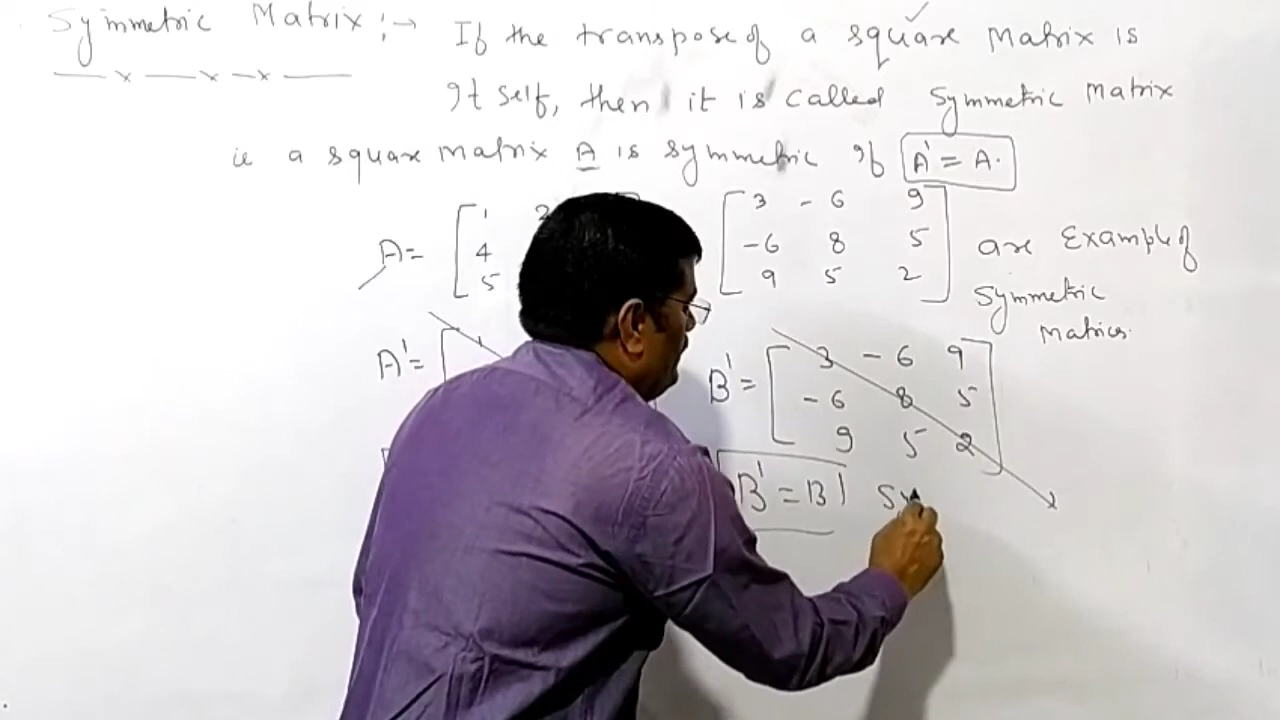 Symmetric Matrix :→ If the transpose of a square Matrix is
It self, then it is called Symmetric Matrix
ie a square matrix A is symmetric if A' = A.
A = [ 1 2
4
5
[ 3 -6 9
-6 8 5
9 5 2 ]
are Example of
Symmetric
Matrices.
A' = [ 1
B' = [ 3 -6 9
-6 8 5
9 5 2 ]
B' = B Sy